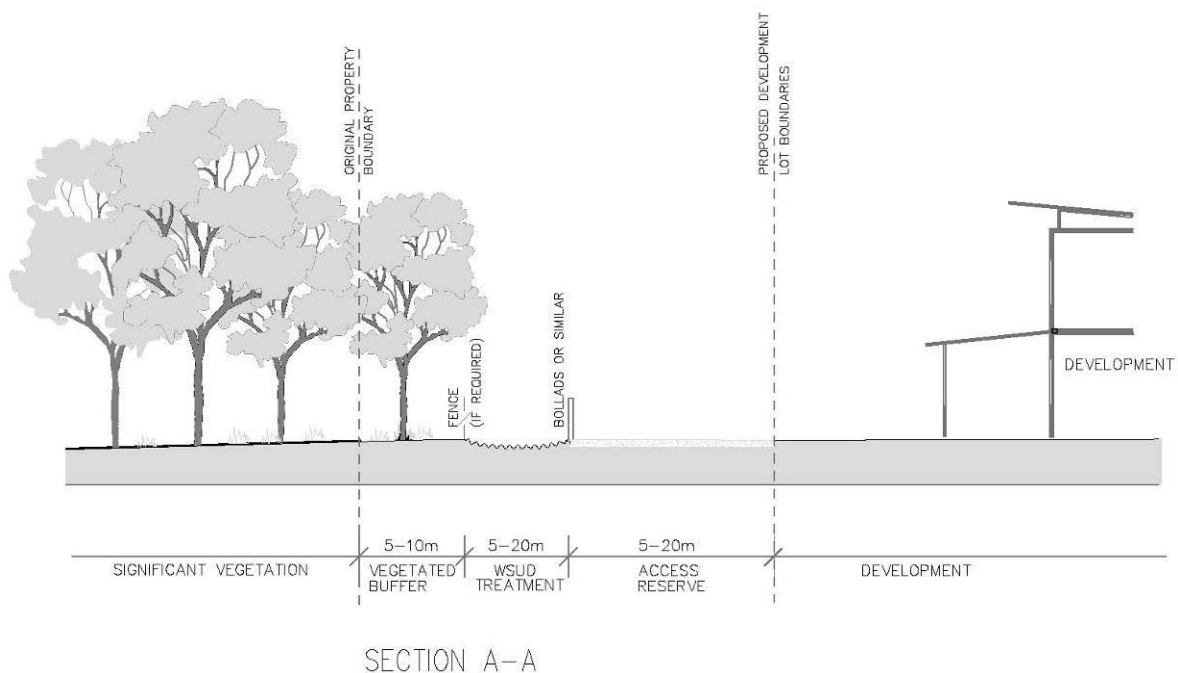 ORIGINAL PROPERTY
BOUNDARY
PROPOSED DEVELOPMENT
LOT BOUNDARIES
FENCE
(IF REQUIRED)
BOLLADS OR SIMILAR
DEVELOPMENT
5-10m
5-20m
5-20m
SIGNIFICANT VEGETATION
VEGETATED
BUFFER
WSUD
TREATMENT
ACCESS
RESERVE
DEVELOPMENT
SECTION A-A